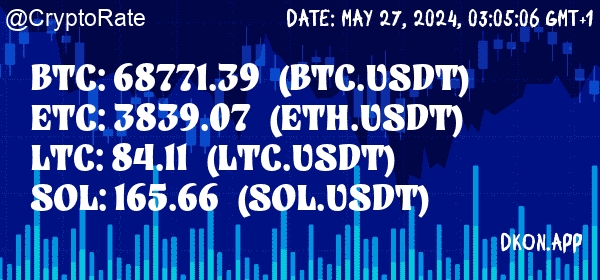 @CryptoRate
DATE: MAY 27, 2024, 03:05:06 GMT+1
BTC: 68771.39 (BTC.USDT)
ETC: 3839.07 (ETH.USDT)
LTC: 84.11 (LTC.USDT)
SOL: 165.66 (SOL.USDT)
DKON.APP